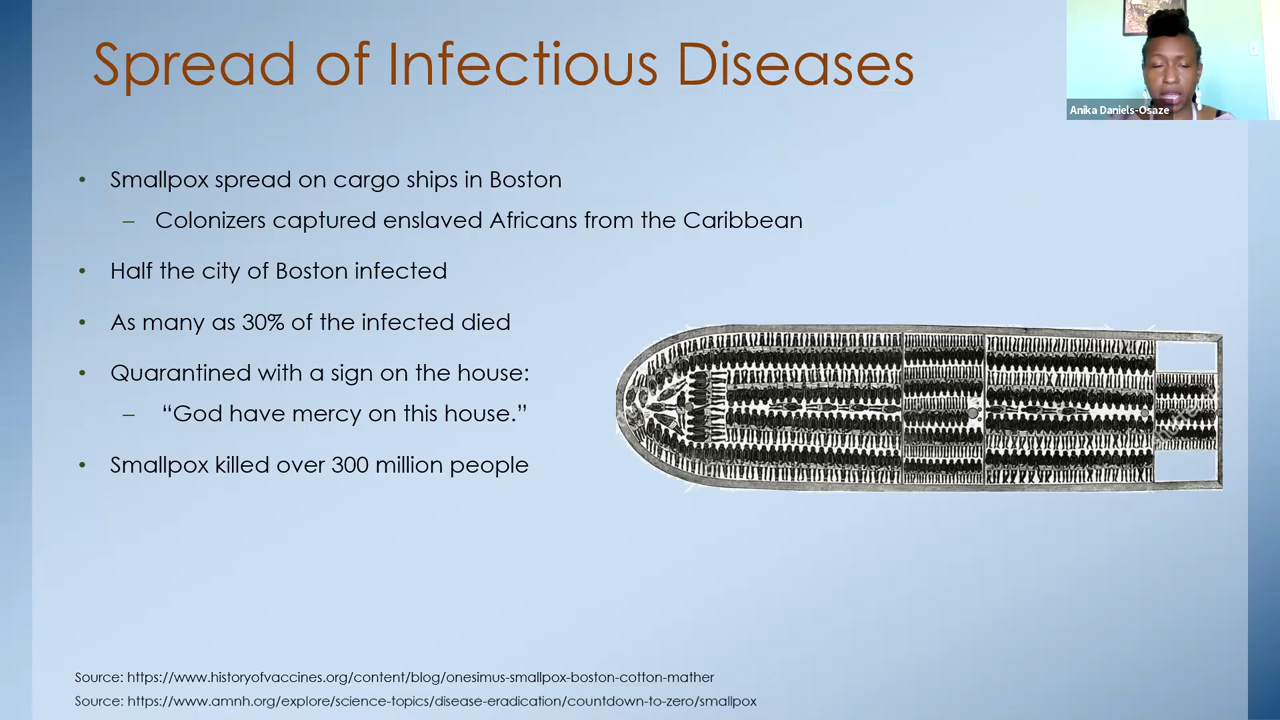 Spread of Infectious Diseases
Anika Daniels-Osaze
• Smallpox spread on cargo ships in Boston
– Colonizers captured enslaved Africans from the Caribbean
• Half the city of Boston infected
• As many as 30% of the infected died
• Quarantined with a sign on the house:
– “God have mercy on this house.”
• Smallpox killed over 300 million people
Source: https://www.historyofvaccines.org/content/blog/onesimus-smallpox-boston-cotton-mather
Source: https://www.amnh.org/explore/science-topics/disease-eradication/countdown-to-zero/smallpox